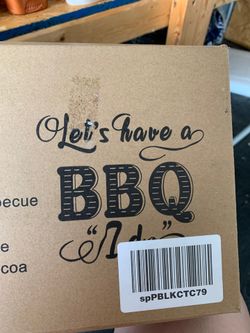 Let's have a
BBQ
"I do"
spPBLKCTC79